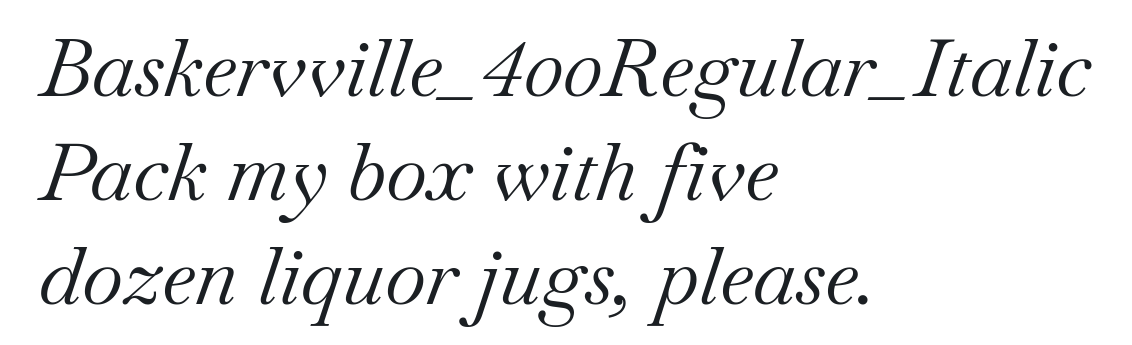 Baskervville_400Regular_Italic
Pack my box with five
dozen liquor jugs, please.